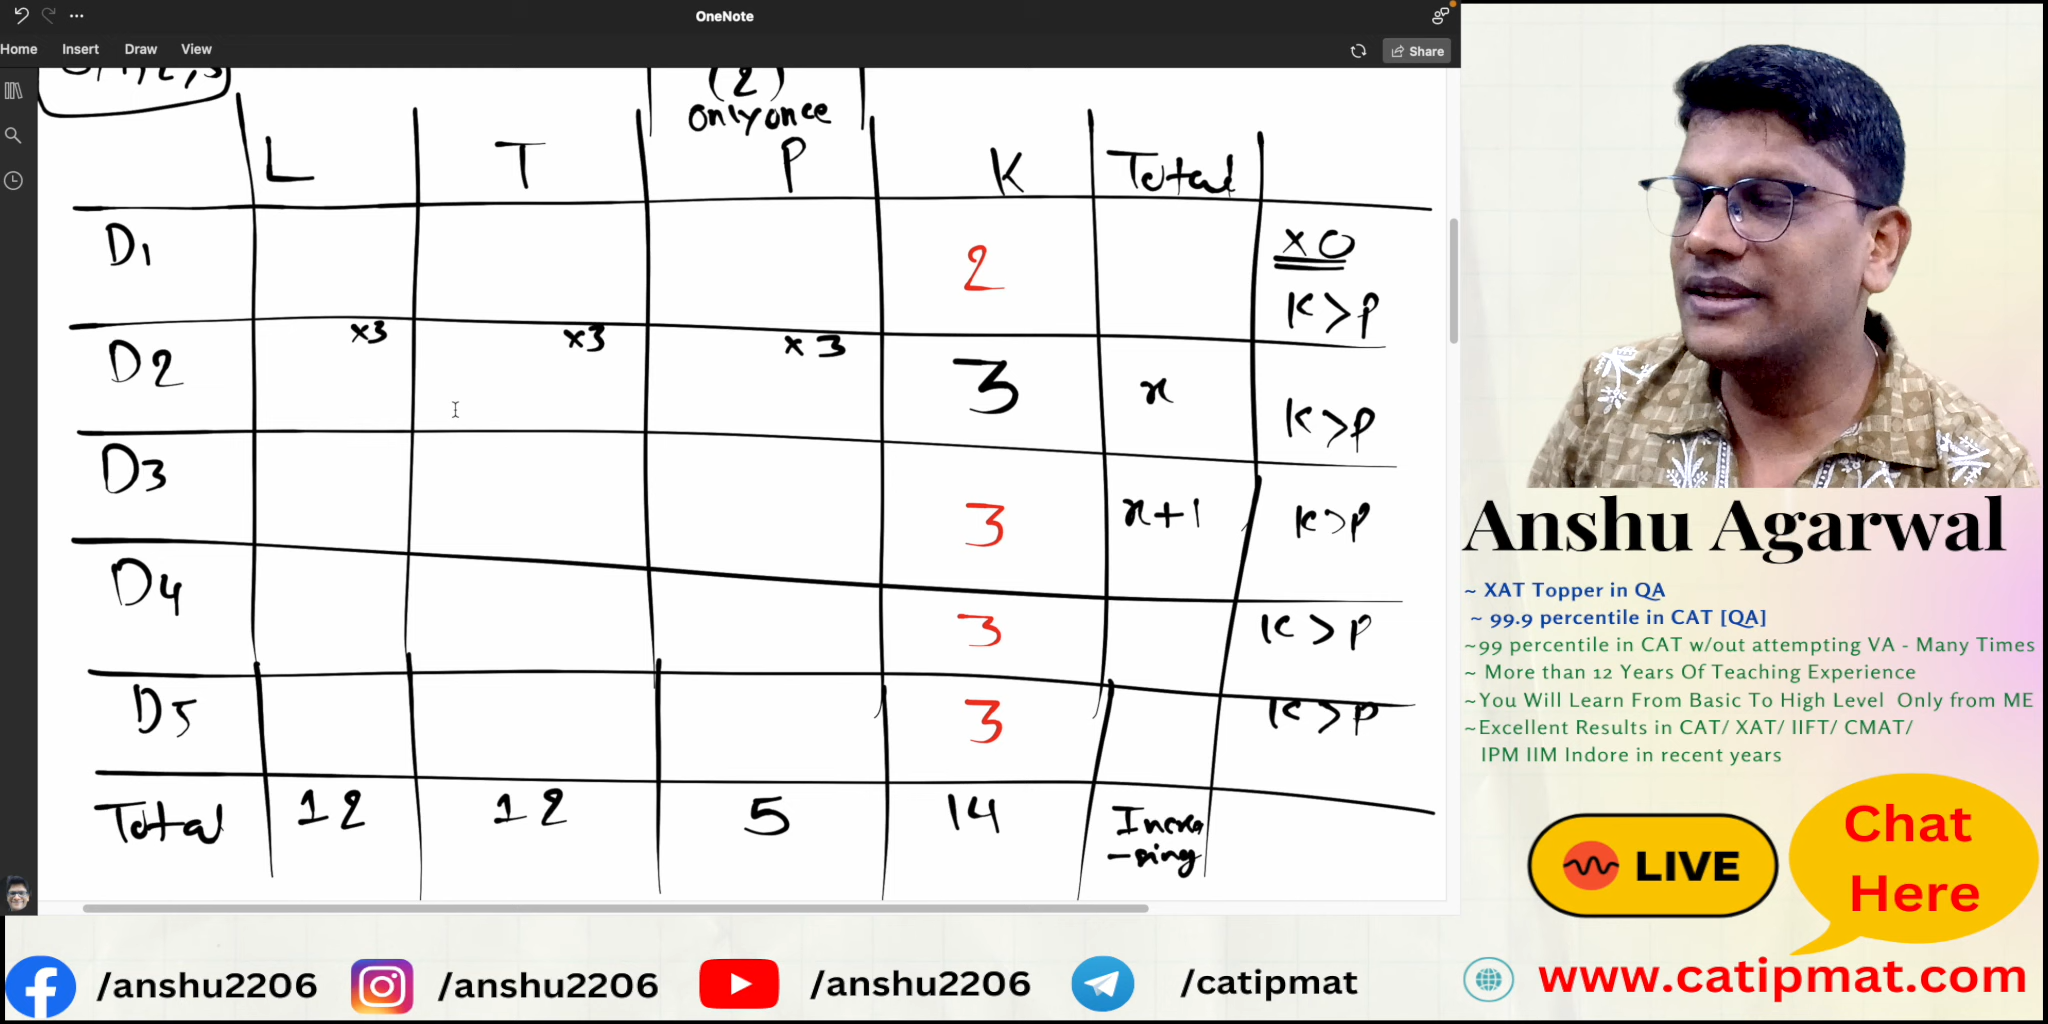 OneNote
Home Insert Draw View
Share
(2)
only once
L T P K Total
D1 2 x0
K>P
D2 x3 x3 x3 3 x K>P
D3 3 x+1 K>P
D4 3 K>P
D5 3 K>P
Total 12 12 5 14 Increa
-sing
Anshu Agarwal
~ XAT Topper in QA
~ 99.9 percentile in CAT [QA]
~99 percentile in CAT w/out attempting VA - Many Times
~ More than 12 Years Of Teaching Experience
~You Will Learn From Basic To High Level Only from ME
~Excellent Results in CAT/ XAT/ IIFT/ CMAT/
IPM IIM Indore in recent years
LIVE
Chat
Here
/anshu2206 /anshu2206 /anshu2206 /catipmat www.catipmat.com